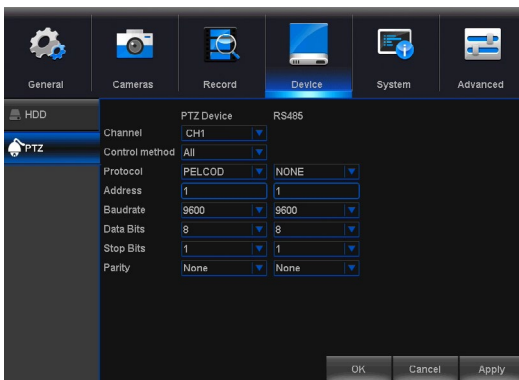 General Cameras Record Device System Advanced
HDD
PTZ
PTZ Device RS485
Channel CH1
Control method All
Protocol PELCOD NONE
Address 1 1
Baudrate 9600 9600
Data Bits 8 8
Stop Bits 1 1
Parity None None
OK Cancel Apply